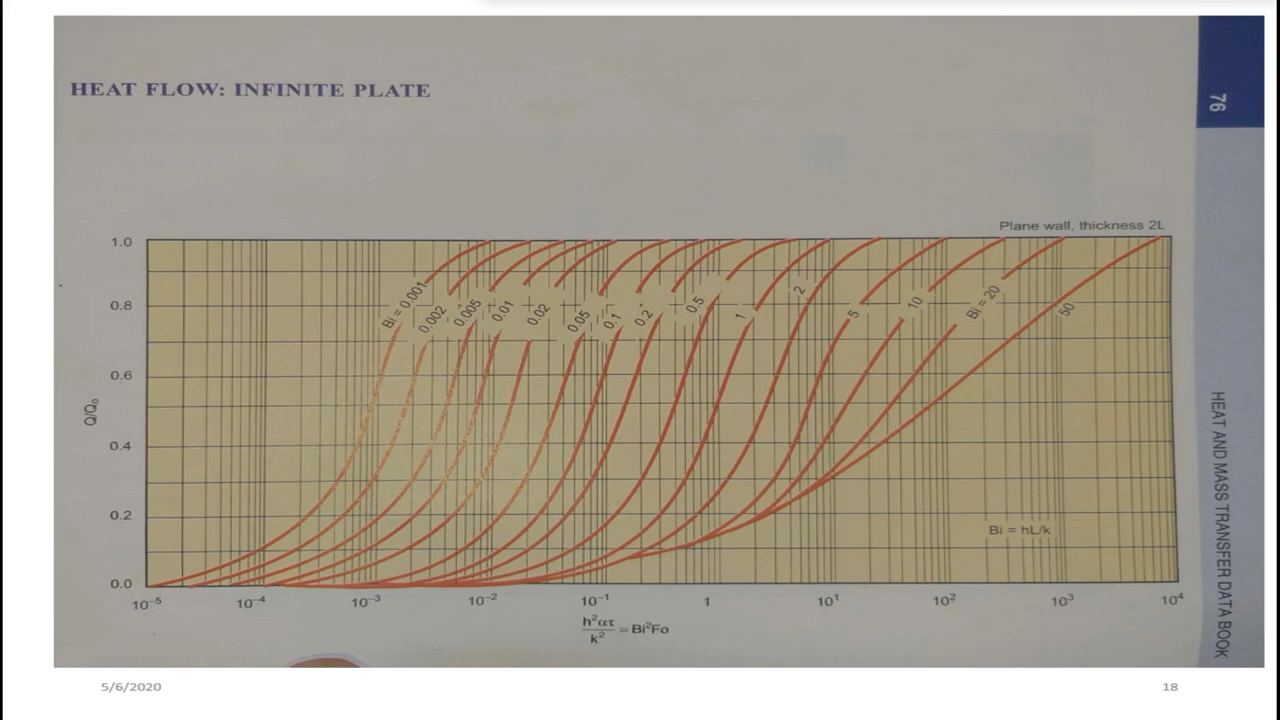 HEAT FLOW: INFINITE PLATE
76
HEAT AND MASS TRANSFER DATA BOOK
Plane wall, thickness 2L
1.0
0.8
0.6
0.4
0.2
0.0
Q/Q₀
Bi = 0.001
0.002
0.005
0.01
0.02
0.05
0.1
0.2
0.5
1
2
5
10
Bi = 20
50
Bi = hL/k
10⁻⁵ 10⁻⁴ 10⁻³ 10⁻² 10⁻¹ 1 10¹ 10² 10³ 10⁴
h²ατ
k²
= Bi²Fo
5/6/2020
18